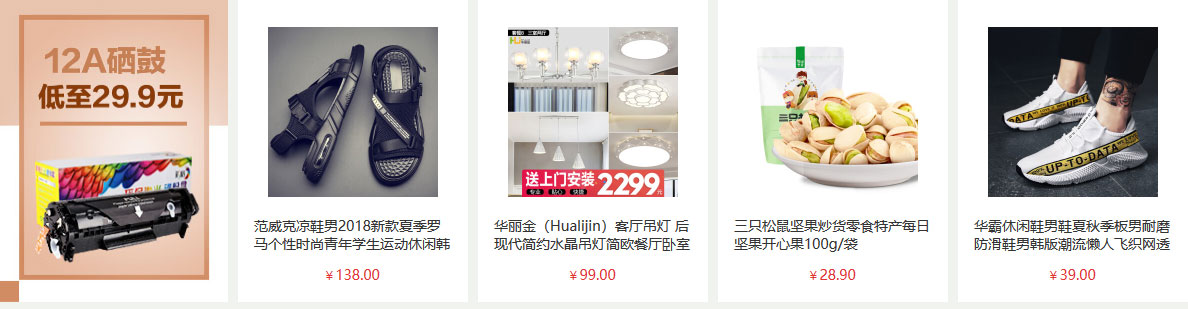 12A硒鼓
低至29.9元
范威克凉鞋男2018新款夏季罗
马个性时尚青年学生运动休闲韩
￥138.00
送上门安装 2299
专业 贴心 快捷
华丽金（Hualijin）客厅吊灯 后
现代简约水晶吊灯简欧餐厅卧室
￥99.00
三只松鼠坚果炒货零食特产每日
坚果开心果100g/袋
￥28.90
UP-TO-DATA
华霸休闲鞋男鞋夏秋季板男耐磨
防滑鞋男韩版潮流懒人飞织网透
￥39.00